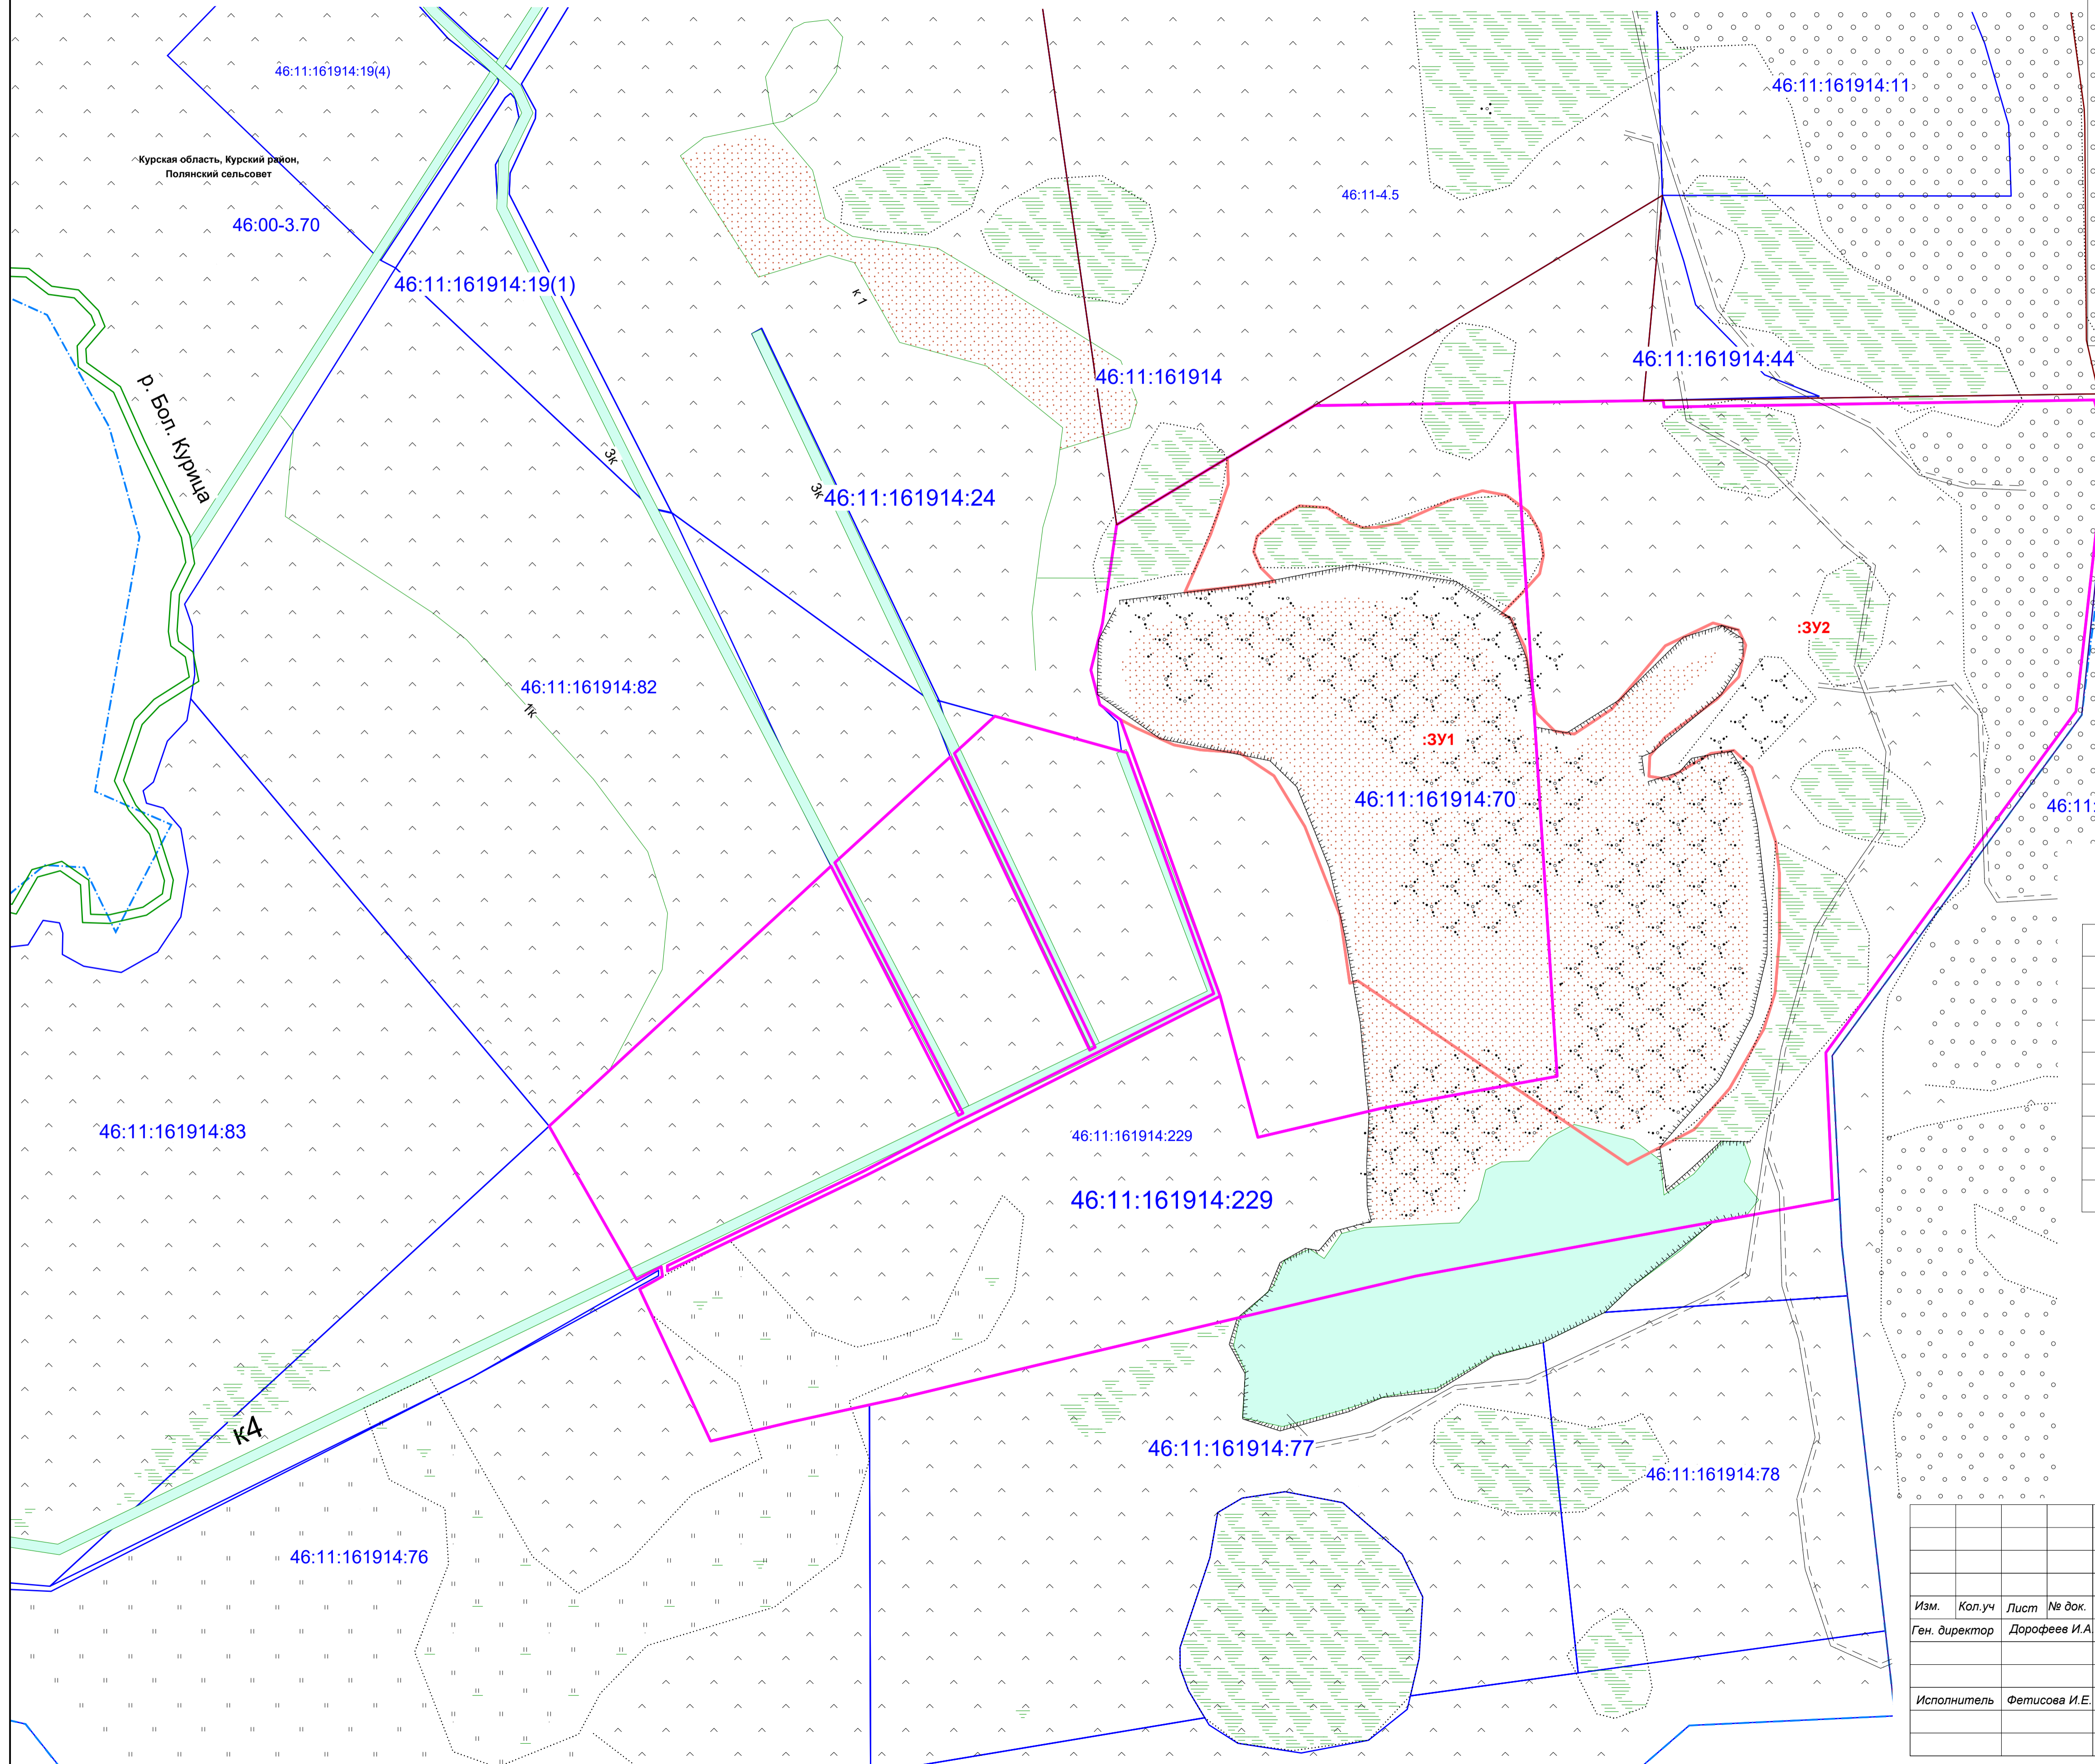 46:11:161914:19(4)
46:11:161914:11
Курская область, Курский район,
Полянский сельсовет
46:11-4.5
46:00-3.70
46:11:161914:19(1)
к 1
46:11:161914:44
46:11:161914
р. Бол. Курица
3к
3к
46:11:161914:24
:ЗУ2
46:11:161914:82
1к
:ЗУ1
46:11:161914:70
46:11:
46:11:161914:83
46:11:161914:229
46:11:161914:229
к4
46:11:161914:77
46:11:161914:78
46:11:161914:76
Изм. Кол.уч Лист № док.
Ген. директор Дорофеев И.А.
Исполнитель Фетисова И.Е.